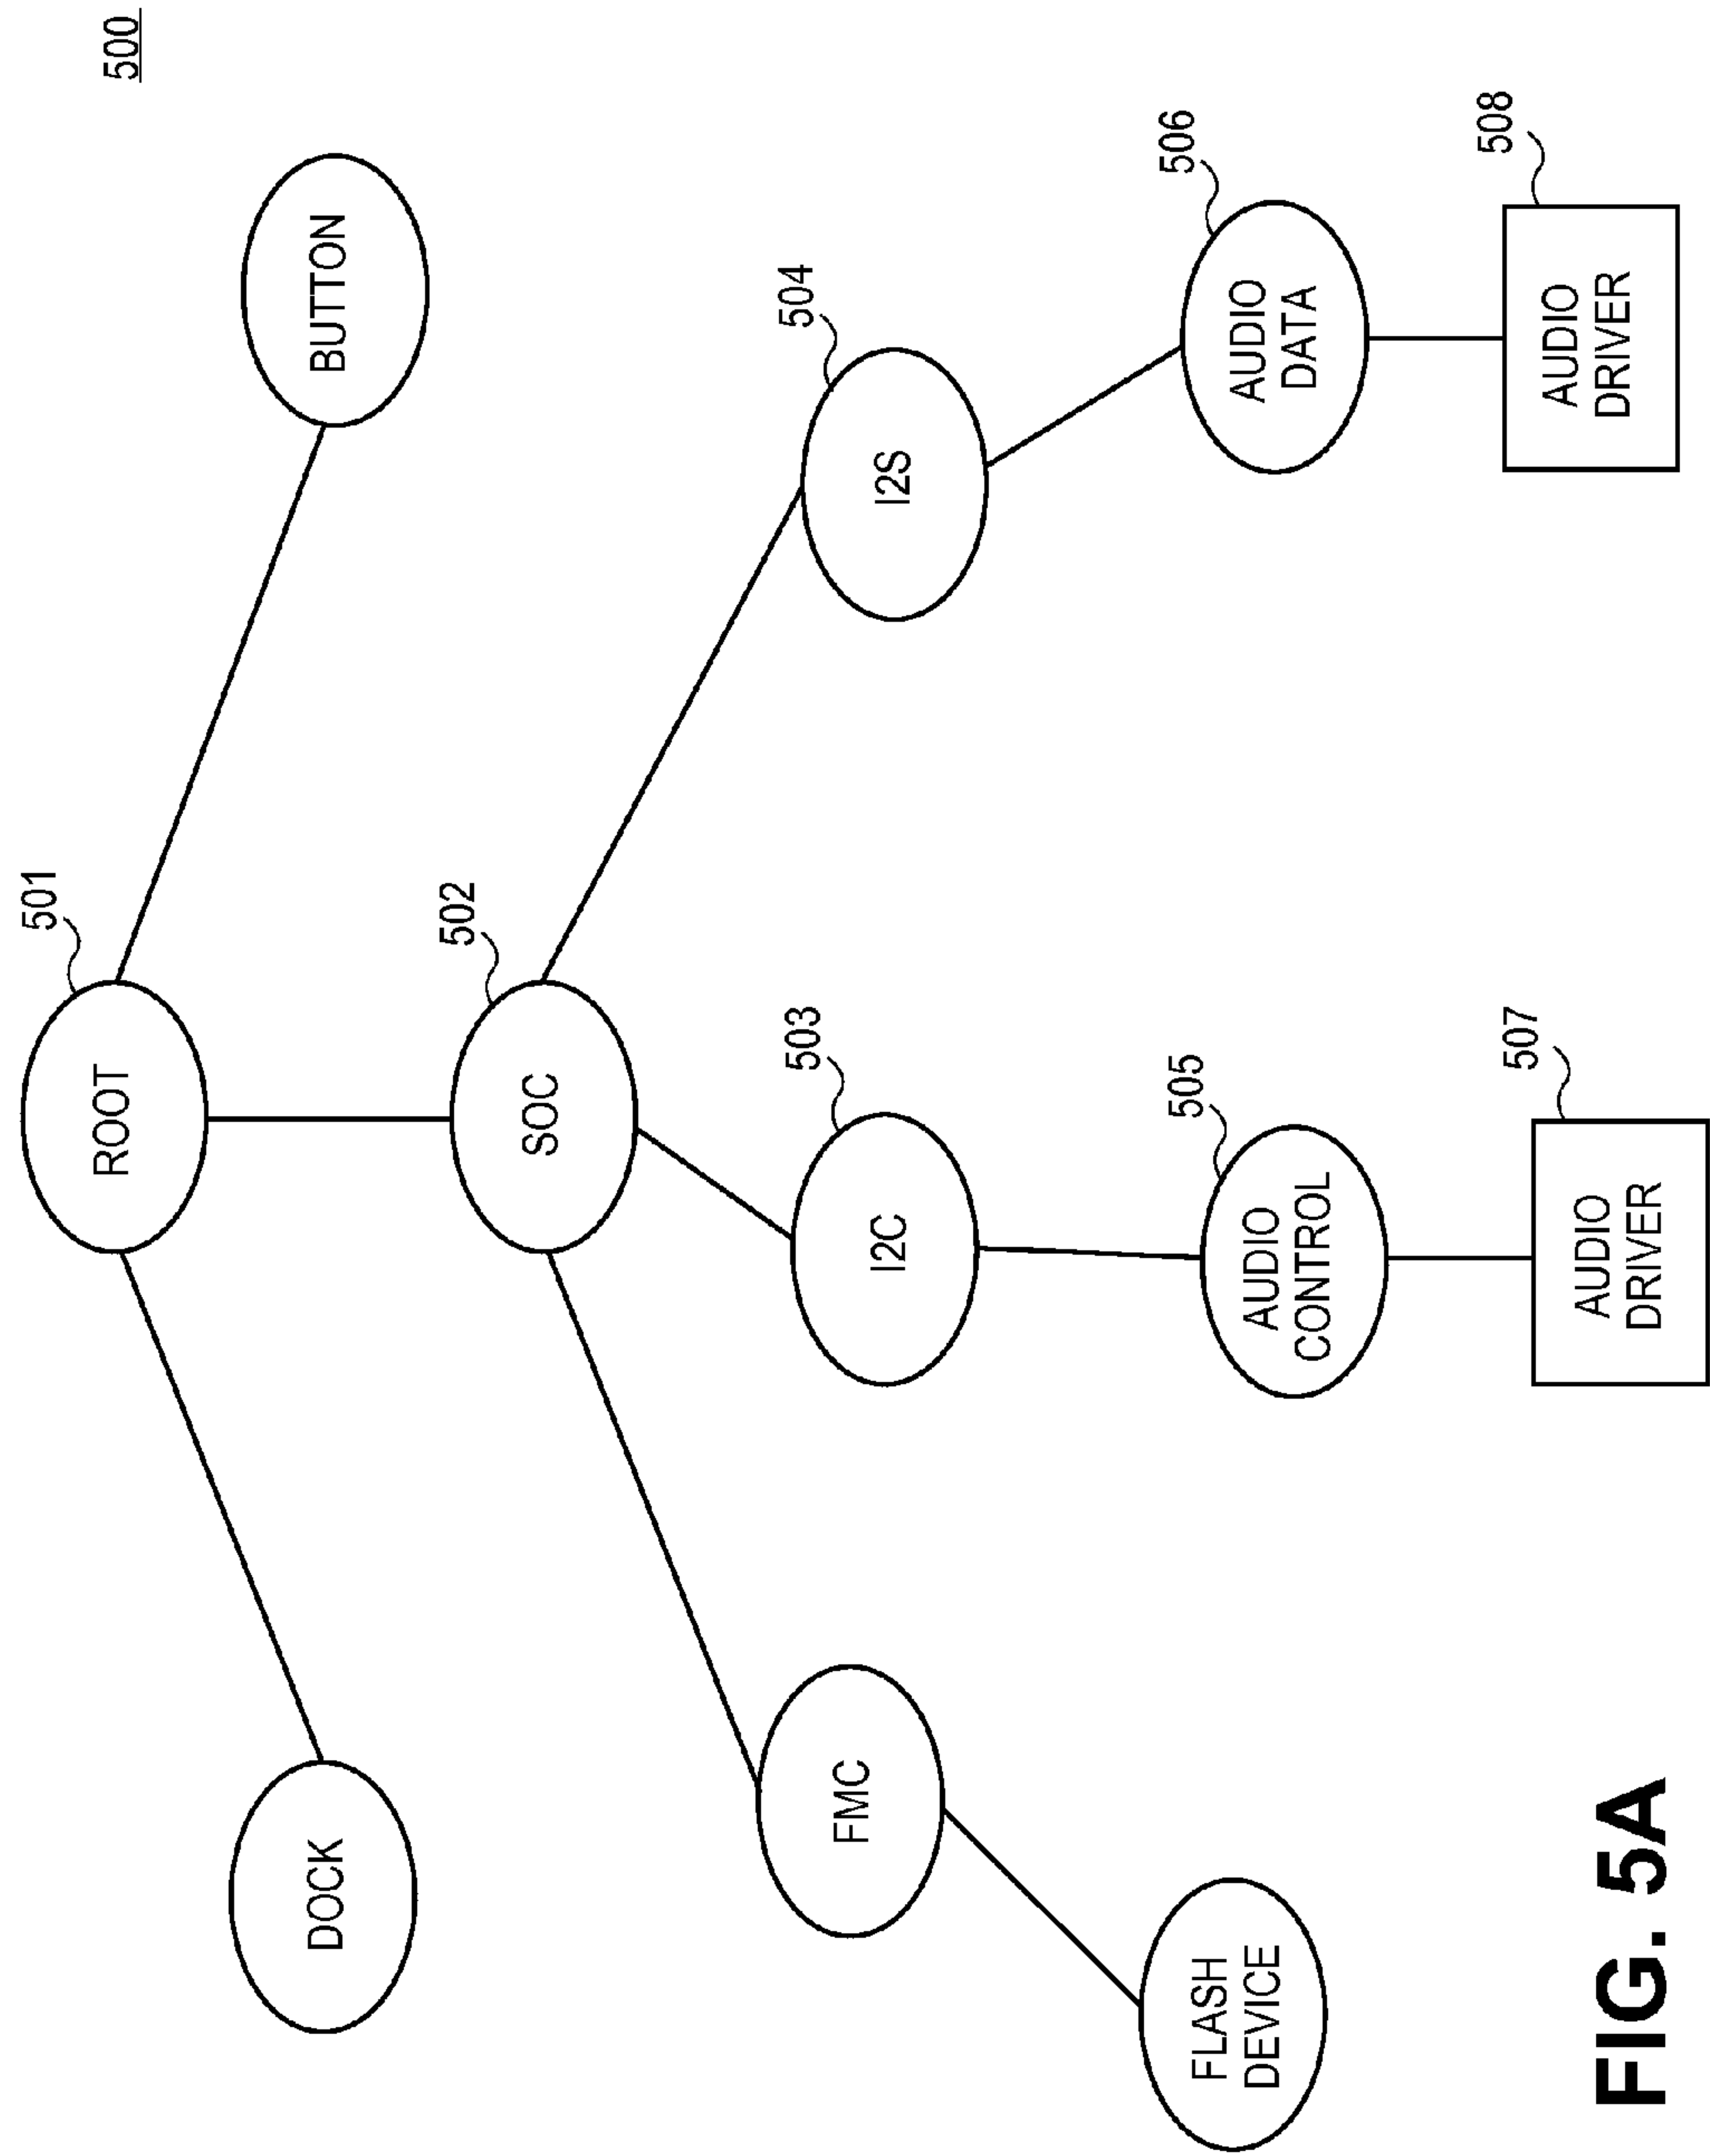 500
501
ROOT
DOCK
BUTTON
502
SOC
503
504
FMC
I2C
I2S
505
506
FLASH
DEVICE
AUDIO
CONTROL
AUDIO
DATA
507
508
AUDIO
DRIVER
AUDIO
DRIVER
FIG. 5A